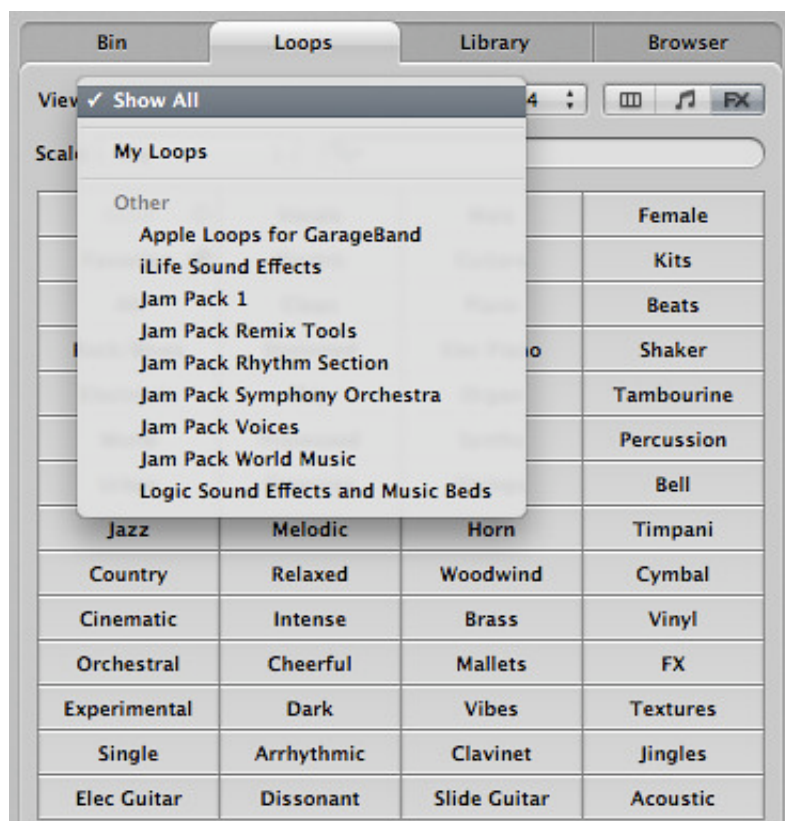 Bin Loops Library Browser
View ✓ Show All 4 FX
Scale
My Loops
Other
Female
Apple Loops for GarageBand
Kits
iLife Sound Effects
Jam Pack 1
Beats
Jam Pack Remix Tools
Shaker
Jam Pack Rhythm Section
Jam Pack Symphony Orchestra
Tambourine
Jam Pack Voices
Percussion
Jam Pack World Music
Logic Sound Effects and Music Beds
Bell
Jazz Melodic Horn Timpani
Country Relaxed Woodwind Cymbal
Cinematic Intense Brass Vinyl
Orchestral Cheerful Mallets FX
Experimental Dark Vibes Textures
Single Arrhythmic Clavinet Jingles
Elec Guitar Dissonant Slide Guitar Acoustic